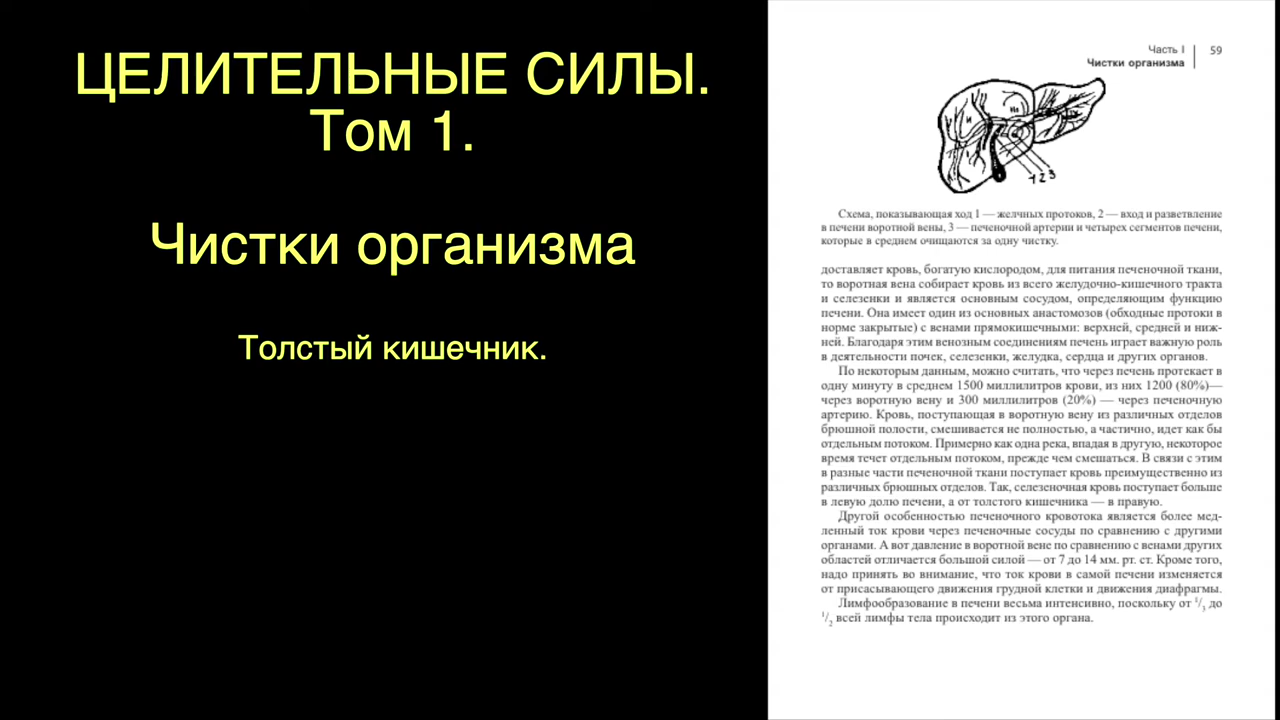 ЦЕЛИТЕЛЬНЫЕ СИЛЫ.
Том 1.
Чистки организма
Толстый кишечник.
Часть I
Чистки организма
59
1 2 3
Схема, показывающая ход 1 — желчных протоков, 2 — вход и разветвление
в печени воротной вены, 3 — печеночной артерии и четырех сегментов печени,
которые в среднем очищаются за одну чистку.
доставляет кровь, богатую кислородом, для питания печеночной ткани,
то воротная вена собирает кровь из всего желудочно-кишечного тракта
и селезенки и является основным сосудом, определяющим функцию
печени. Она имеет один из основных анастомозов (обходные протоки в
норме закрытые) с венами прямокишечными: верхней, средней и ниж-
ней. Благодаря этим венозным соединениям печень играет важную роль
в деятельности почек, селезенки, желудка, сердца и других органов.
По некоторым данным, можно считать, что через печень протекает в
одну минуту в среднем 1500 миллилитров крови, из них 1200 (80%)—
через воротную вену и 300 миллилитров (20%) — через печеночную
артерию. Кровь, поступающая в воротную вену из различных отделов
брюшной полости, смешивается не полностью, а частично, идет как бы
отдельным потоком. Примерно как одна река, впадая в другую, некоторое
время течет отдельным потоком, прежде чем смешаться. В связи с этим
в разные части печеночной ткани поступает кровь преимущественно из
различных брюшных отделов. Так, селезеночная кровь поступает больше
в левую долю печени, а от толстого кишечника — в правую.
Другой особенностью печеночного кровотока является более мед-
ленный ток крови через печеночные сосуды по сравнению с другими
органами. А вот давление в воротной вене по сравнению с венами других
областей отличается большой силой — от 7 до 14 мм. рт. ст. Кроме того,
надо принять во внимание, что ток крови в самой печени изменяется
от присасывающего движения грудной клетки и движения диафрагмы.
Лимфообразование в печени весьма интенсивно, поскольку от 1/3 до
1/2 всей лимфы тела происходит из этого органа.